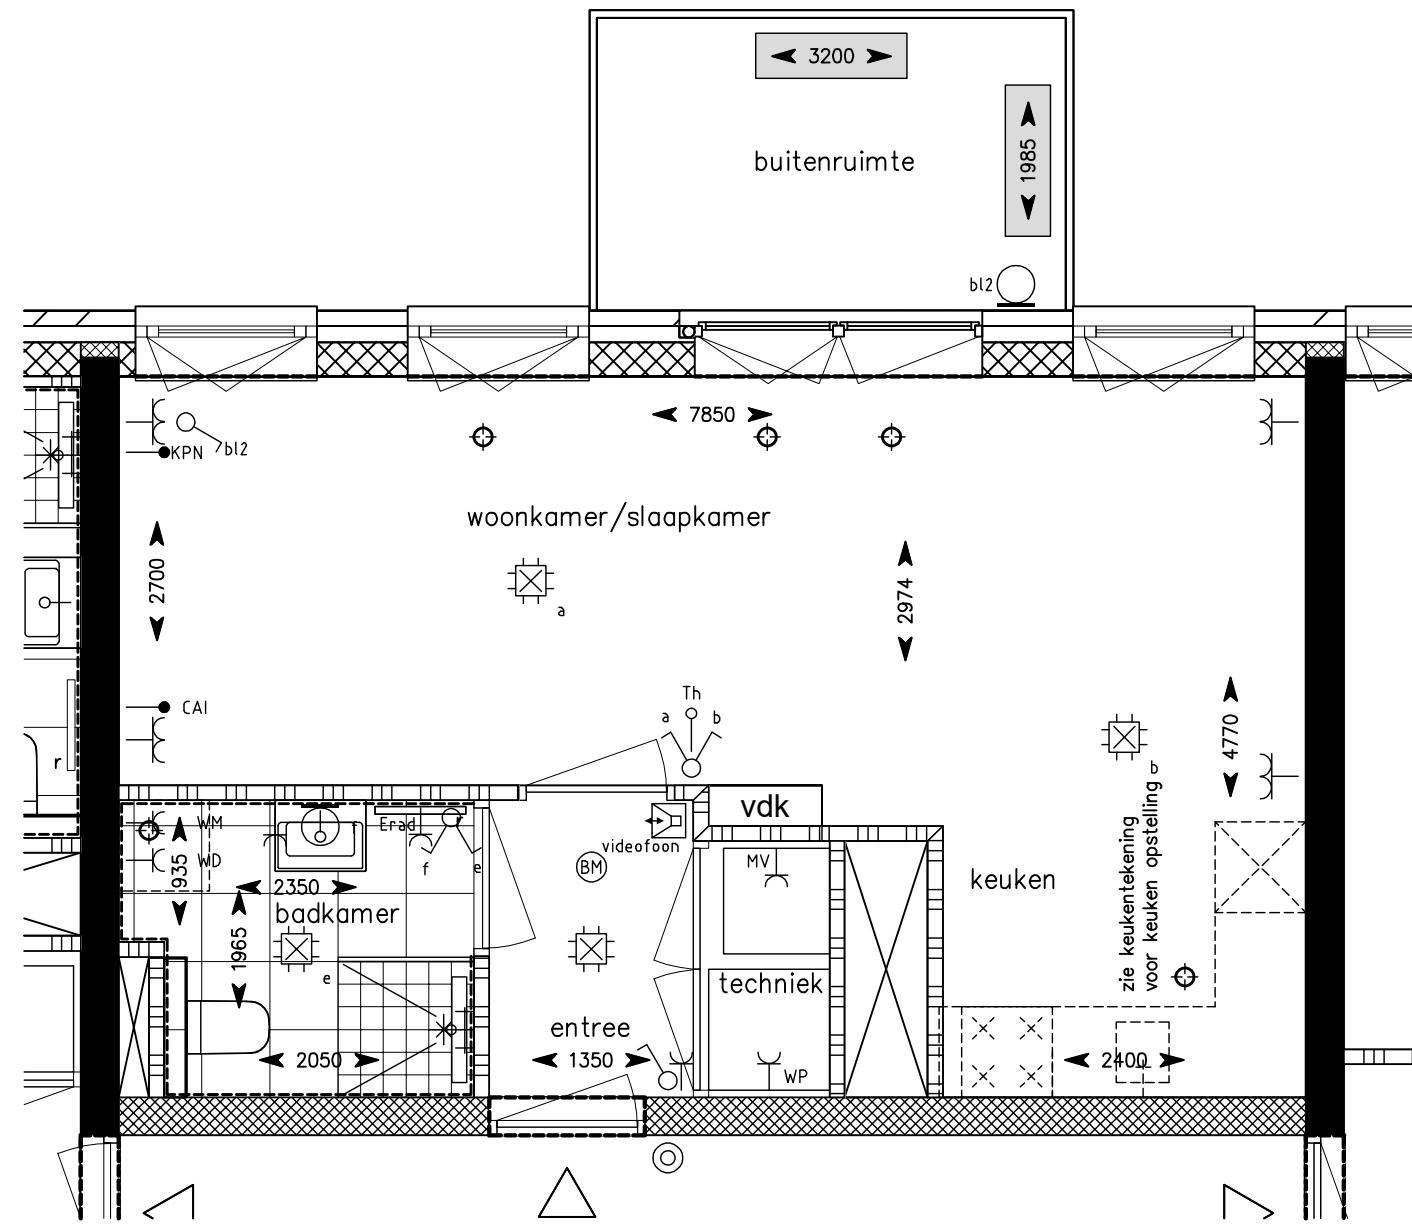 3200
buitenruimte
1985
bl2
7850
bl2
KPN
woonkamer/slaapkamer
2700
2974
a
Th
a
b
CAI
4770
b
r
vdk
WM
Erad
r
r
videofoon
WD
f
e
BM
MV
935
2350
badkamer
keuken
zie keukentekening
voor keuken opstelling
1965
e
techniek
entree
2050
1350
WP
2400